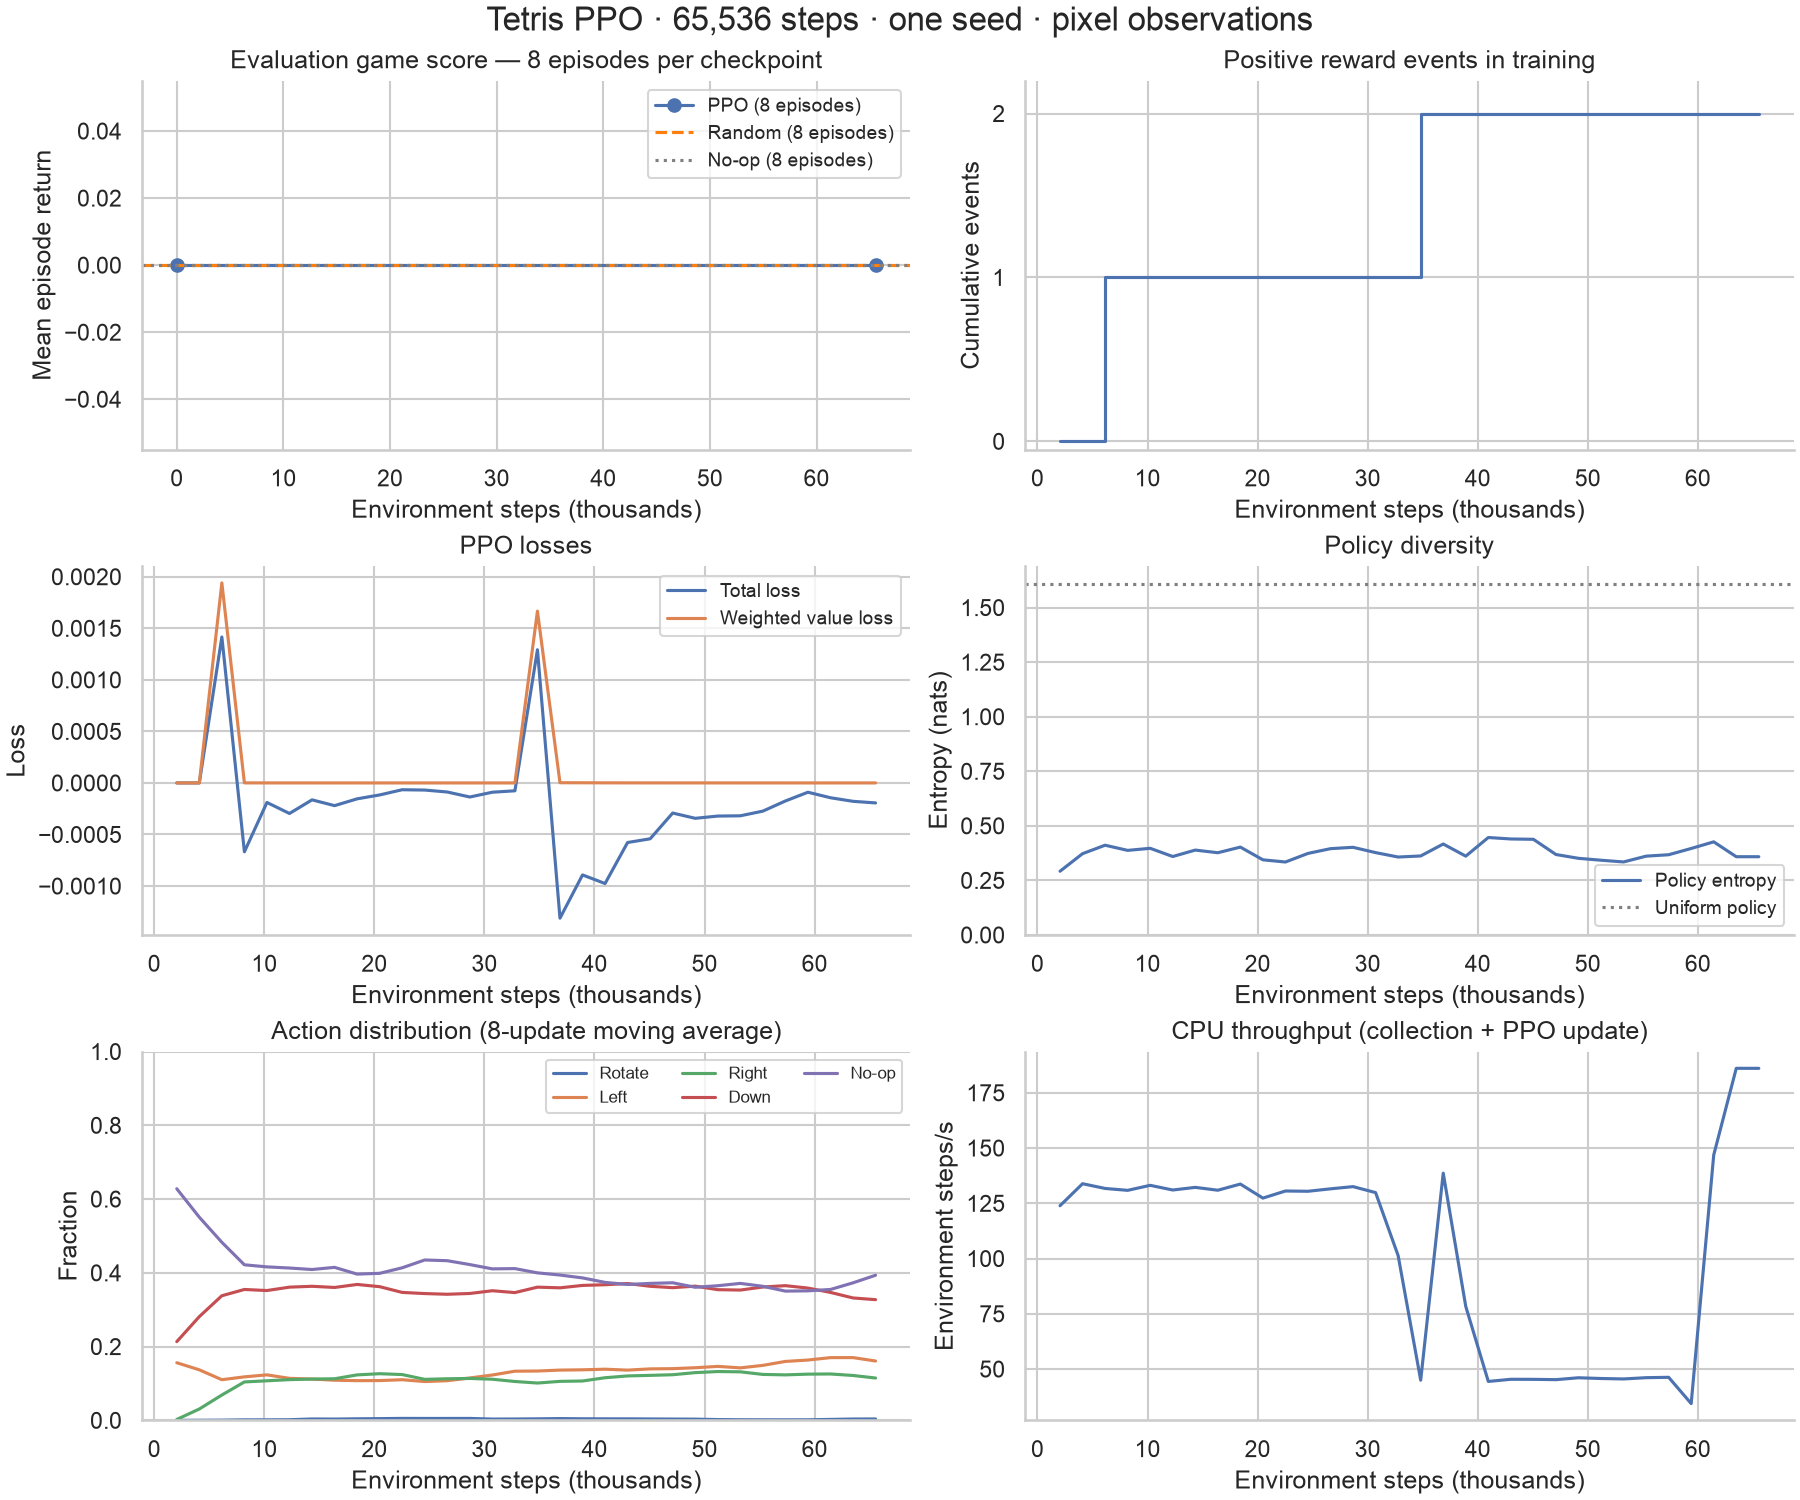 Tetris PPO · 65,536 steps · one seed · pixel observations
Evaluation game score — 8 episodes per checkpoint
PPO (8 episodes)
Random (8 episodes)
No-op (8 episodes)
Mean episode return
0.04
0.02
0.00
−0.02
−0.04
0 10 20 30 40 50 60
Environment steps (thousands)
Positive reward events in training
Cumulative events
2
1
0
0 10 20 30 40 50 60
Environment steps (thousands)
PPO losses
Total loss
Weighted value loss
Loss
0.0020
0.0015
0.0010
0.0005
0.0000
−0.0005
−0.0010
0 10 20 30 40 50 60
Environment steps (thousands)
Policy diversity
Entropy (nats)
1.50
1.25
1.00
0.75
0.50
0.25
0.00
Policy entropy
Uniform policy
0 10 20 30 40 50 60
Environment steps (thousands)
Action distribution (8-update moving average)
Rotate Right No-op
Left Down
Fraction
1.0
0.8
0.6
0.4
0.2
0.0
0 10 20 30 40 50 60
Environment steps (thousands)
CPU throughput (collection + PPO update)
Environment steps/s
175
150
125
100
75
50
0 10 20 30 40 50 60
Environment steps (thousands)